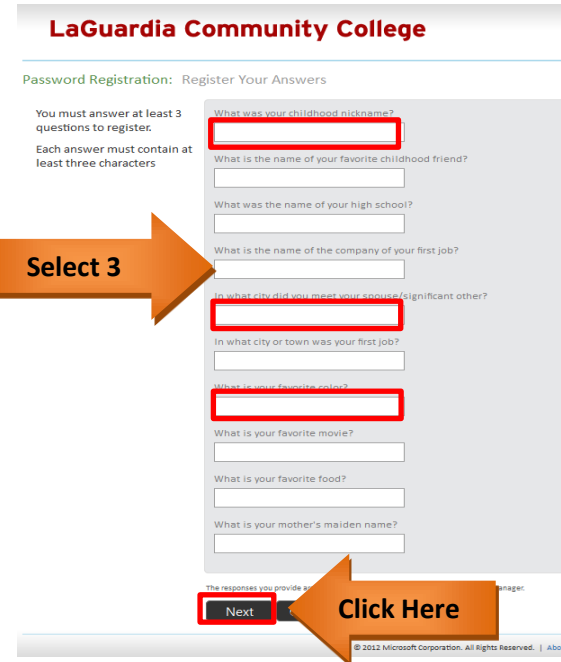 LaGuardia Community College
Password Registration: Register Your Answers
You must answer at least 3
questions to register.
Each answer must contain at
least three characters
What was your childhood nickname?
What is the name of your favorite childhood friend?
What was the name of your high school?
What is the name of the company of your first job?
Select 3
In what city did you meet your spouse/significant other?
In what city or town was your first job?
What is your favorite color?
What is your favorite movie?
What is your favorite food?
What is your mother's maiden name?
The responses you provide
Next
Click Here
© 2012 Microsoft Corporation. All Rights Reserved. |